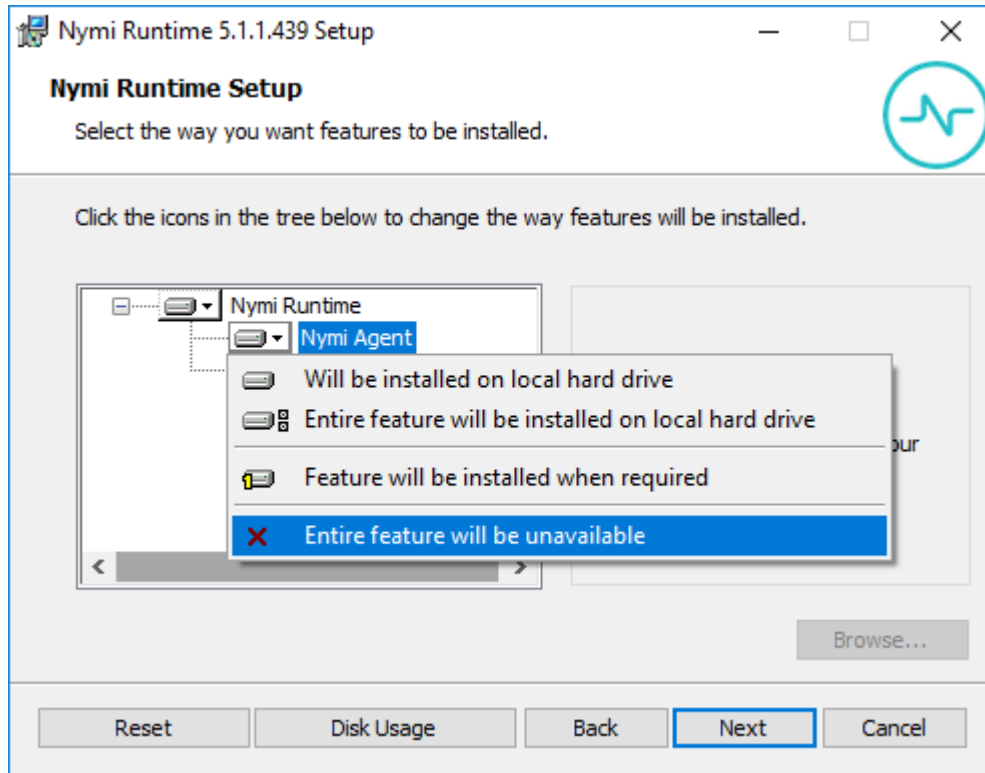 Nymi Runtime 5.1.1.439 Setup
Nymi Runtime Setup
Select the way you want features to be installed.
Click the icons in the tree below to change the way features will be installed.
Nymi Runtime
Nymi Agent
Will be installed on local hard drive
Entire feature will be installed on local hard drive
Feature will be installed when required
Entire feature will be unavailable
Browse...
Reset
Disk Usage
Back
Next
Cancel